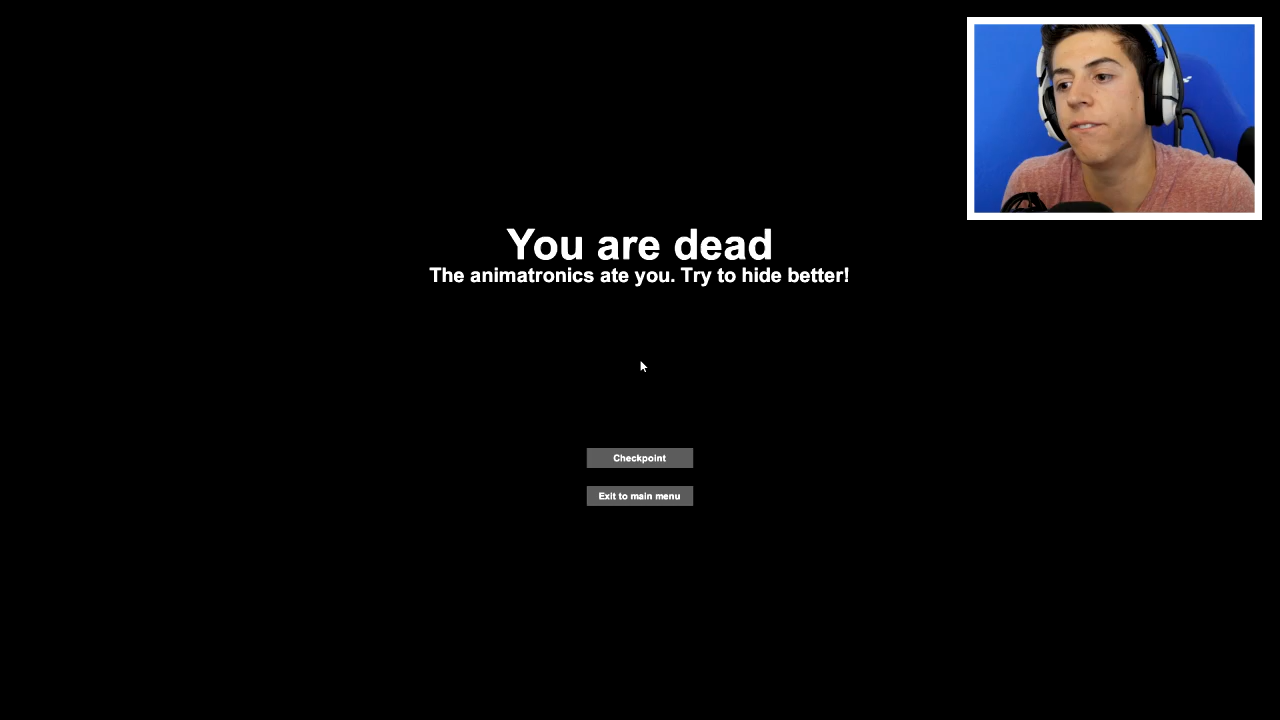 You are dead
The animatronics ate you. Try to hide better!
Checkpoint
Exit to main menu